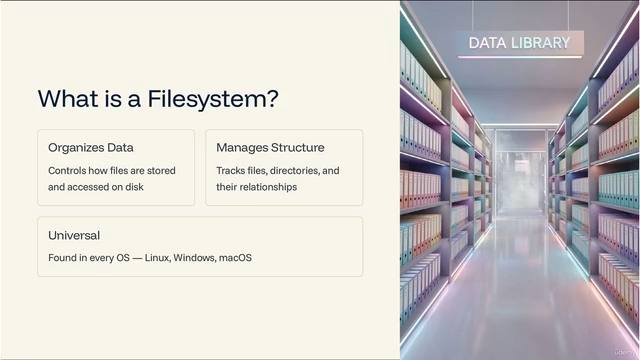 What is a Filesystem?
Organizes Data
Controls how files are stored
and accessed on disk
Manages Structure
Tracks files, directories, and
their relationships
Universal
Found in every OS — Linux, Windows, macOS
DATA LIBRARY
udemy